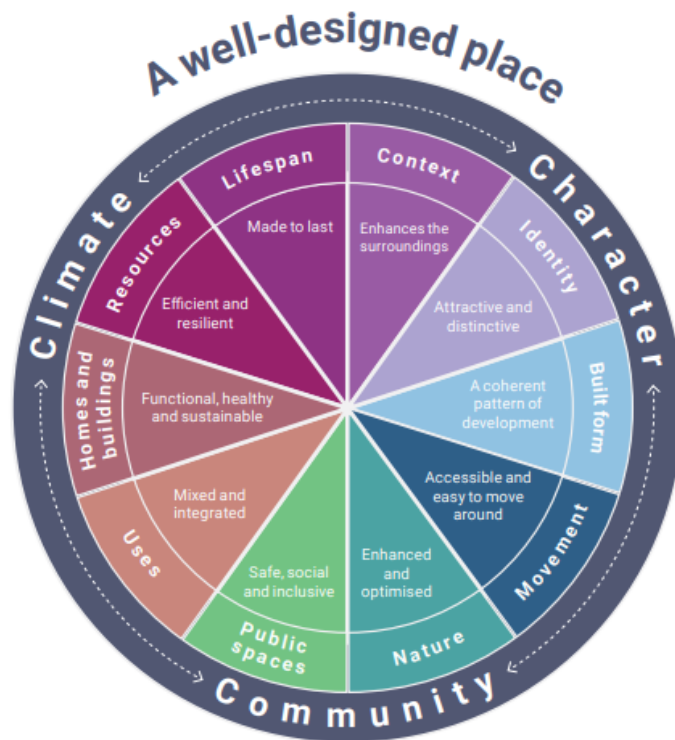 A well-designed place
Climate
Character
Community
Context
Enhances the
surroundings
Identity
Attractive and
distinctive
Built form
A coherent
pattern of
development
Movement
Accessible and
easy to move
around
Nature
Enhanced
and
optimised
Public
spaces
Safe, social
and inclusive
Uses
Mixed and
integrated
Homes and
buildings
Functional, healthy
and sustainable
Resources
Efficient and
resilient
Lifespan
Made to last